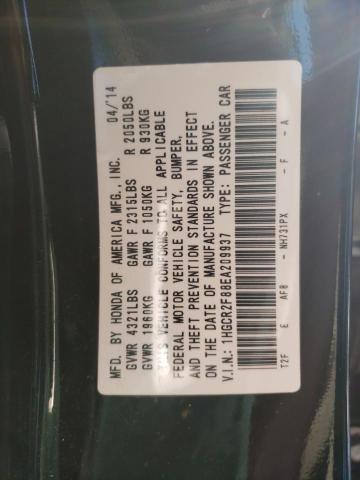 MFD. BY HONDA OF AMERICA MFG., INC. 04/'14
GVWR 4321LBS GAWR F 2315LBS R 2050LBS
GVWR 1960KG GAWR F 1050KG R 930KG
THIS VEHICLE CONFORMS TO ALL APPLICABLE
FEDERAL MOTOR VEHICLE SAFETY, BUMPER,
AND THEFT PREVENTION STANDARDS IN EFFECT
ON THE DATE OF MANUFACTURE SHOWN ABOVE.
V.I.N.: 1HGCR2F88EA209937 TYPE: PASSENGER CAR
T2F E AF8 - NH731PX - F - A